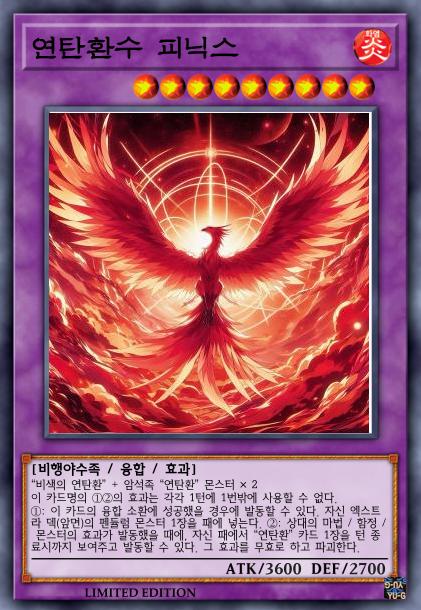 연탄환수 피닉스
화염
炎
[비행야수족 / 융합 / 효과]
“비색의 연탄환” + 암석족 “연탄환” 몬스터 × 2
이 카드명의 ①②의 효과는 각각 1턴에 1번밖에 사용할 수 없다.
①: 이 카드의 융합 소환에 성공했을 경우에 발동할 수 있다. 자신 엑스트
라 덱(앞면)의 펜듈럼 몬스터 1장을 패에 넣는다. ②: 상대의 마법 / 함정 /
몬스터의 효과가 발동했을 때에, 자신 패에서 “연탄환” 카드 1장을 턴 종
료시까지 보여주고 발동할 수 있다. 그 효과를 무효로 하고 파괴한다.
ATK/3600 DEF/2700
LIMITED EDITION